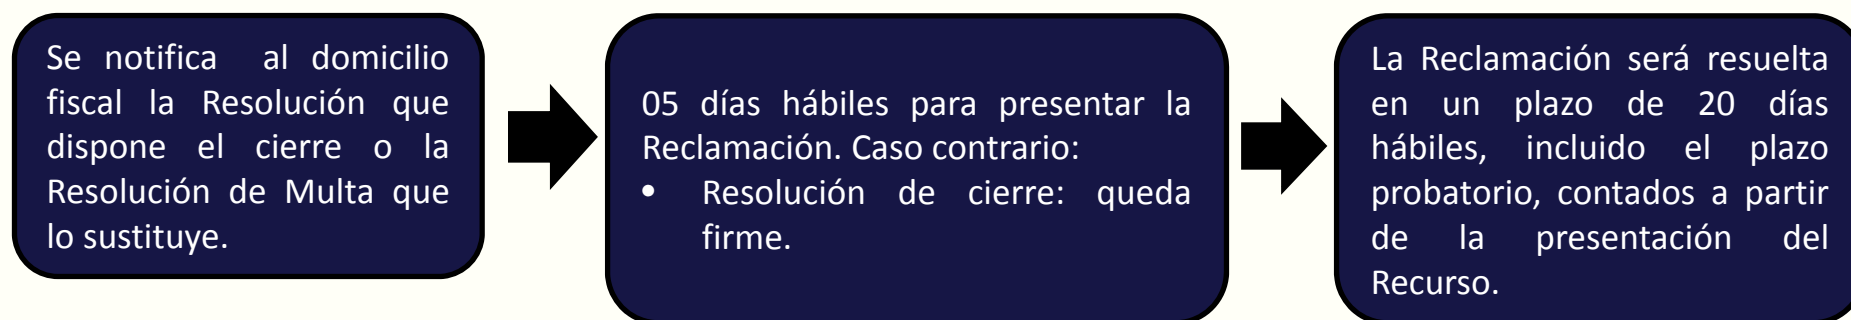 Se notifica al domicilio
fiscal la Resolución que
dispone el cierre o la
Resolución de Multa que
lo sustituye.
05 días hábiles para presentar la
Reclamación. Caso contrario:
• Resolución de cierre: queda
firme.
La Reclamación será resuelta
en un plazo de 20 días
hábiles, incluido el plazo
probatorio, contados a partir
de la presentación del
Recurso.